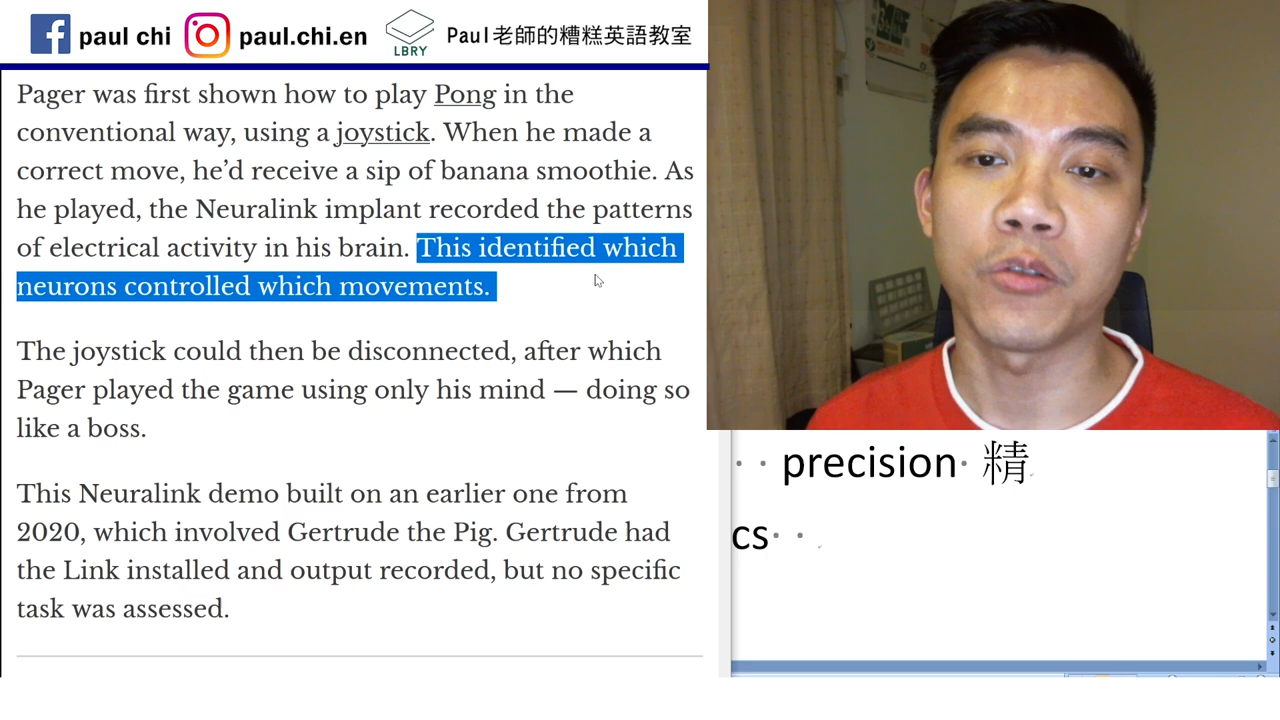 paul chi
paul.chi.en
LBRY
Paul老師的糟糕英語教室
Pager was first shown how to play Pong in the
conventional way, using a joystick. When he made a
correct move, he’d receive a sip of banana smoothie. As
he played, the Neuralink implant recorded the patterns
of electrical activity in his brain. This identified which
neurons controlled which movements.
The joystick could then be disconnected, after which
Pager played the game using only his mind — doing so
like a boss.
This Neuralink demo built on an earlier one from
2020, which involved Gertrude the Pig. Gertrude had
the Link installed and output recorded, but no specific
task was assessed.
precision 精
cs